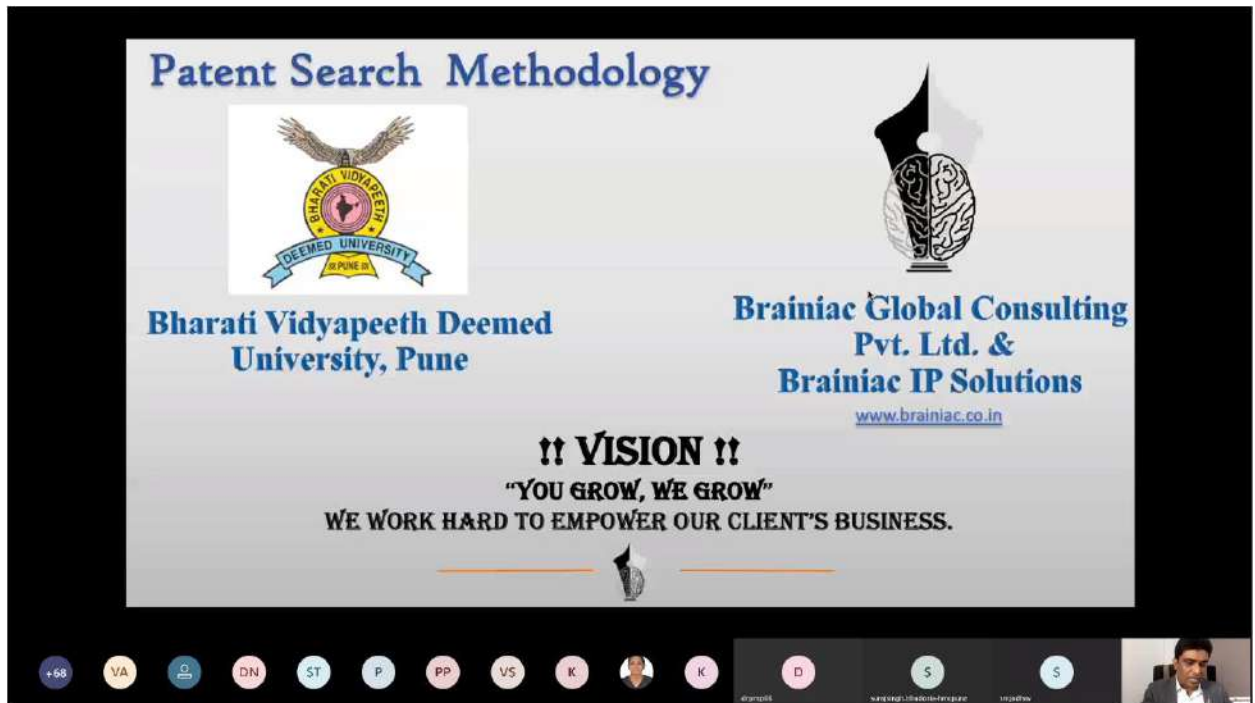 Patent Search Methodology
BHARATI VIDYAPEETH
DEEMED UNIVERSITY
PUNE
Bharati Vidyapeeth Deemed
University, Pune
Brainiac Global Consulting
Pvt. Ltd. &
Brainiac IP Solutions
www.brainiac.co.in
!! VISION !!
“YOU GROW, WE GROW”
WE WORK HARD TO EMPOWER OUR CLIENT’S BUSINESS.
+68
VA
DN
ST
P
PP
VS
K
K
D
S
S